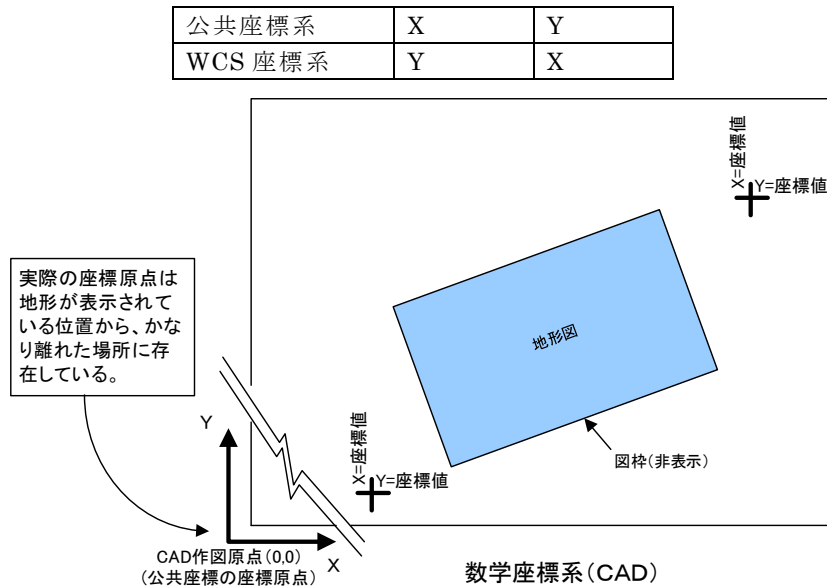 公共座標系 X Y
WCS 座標系 Y X
X=座標値
Y=座標値
実際の座標原点は
地形が表示されて
いる位置から、かな
り離れた場所に存
在している。
地形図
Y
X=座標値
Y=座標値
図枠(非表示)
CAD作図原点(0,0)
(公共座標の座標原点)
X
数学座標系(CAD)